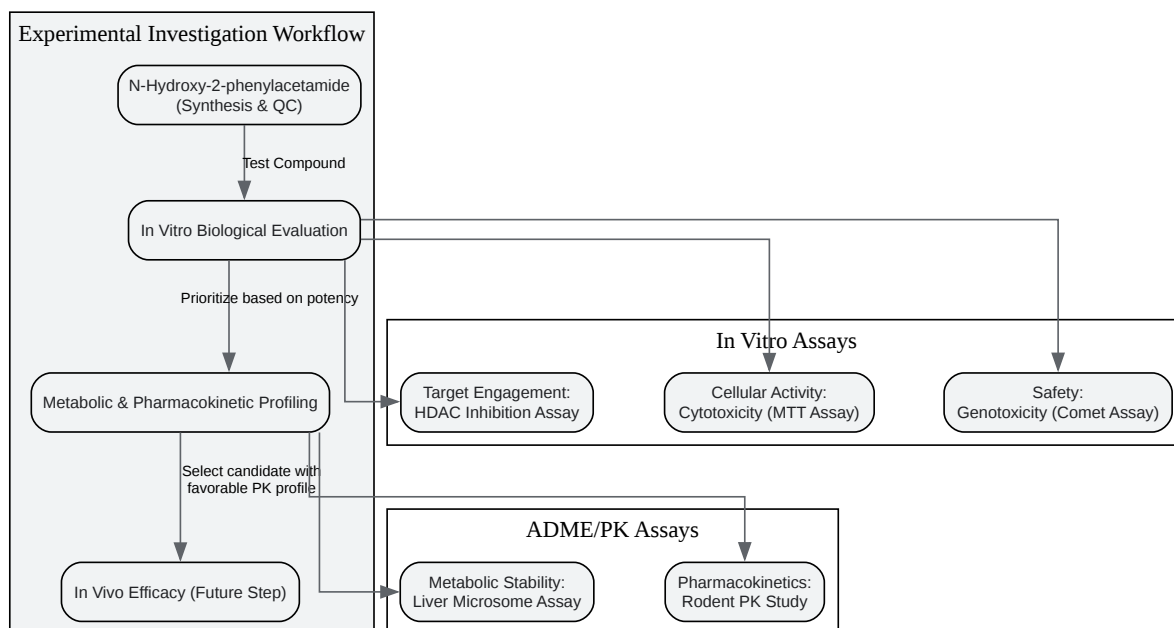 Experimental Investigation Workflow
N-Hydroxy-2-phenylacetamide
(Synthesis & QC)
Test Compound
In Vitro Biological Evaluation
Prioritize based on potency
In Vitro Assays
Target Engagement:
HDAC Inhibition Assay
Cellular Activity:
Cytotoxicity (MTT Assay)
Safety:
Genotoxicity (Comet Assay)
Metabolic & Pharmacokinetic Profiling
Select candidate with
favorable PK profile
ADME/PK Assays
In Vivo Efficacy (Future Step)
Metabolic Stability:
Liver Microsome Assay
Pharmacokinetics:
Rodent PK Study